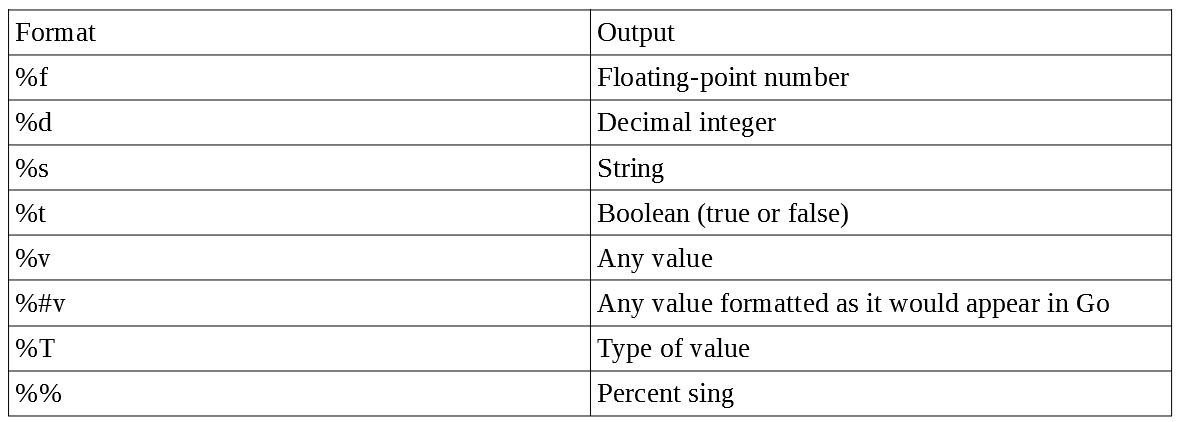 Format Output
%f Floating-point number
%d Decimal integer
%s String
%t Boolean (true or false)
%v Any value
%#v Any value formatted as it would appear in Go
%T Type of value
%% Percent sing